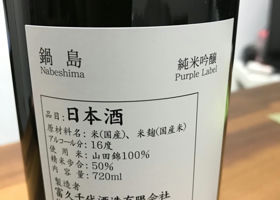 鍋島
Nabeshima
純米吟醸
Purple Label
品目:日本酒
原材料名:米(国産)、米麹(国産米)
アルコール分:16度
使用米:山田錦100%
精米歩合:50%
内容量:720ml
製造者
富久千代酒造有限会社